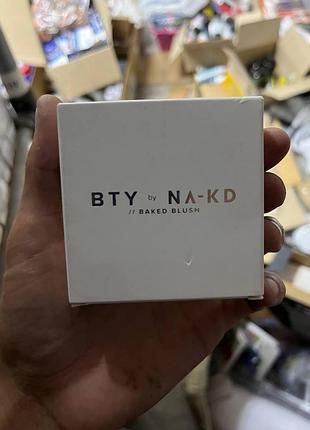 BTY by NA-KD
// BAKED BLUSH